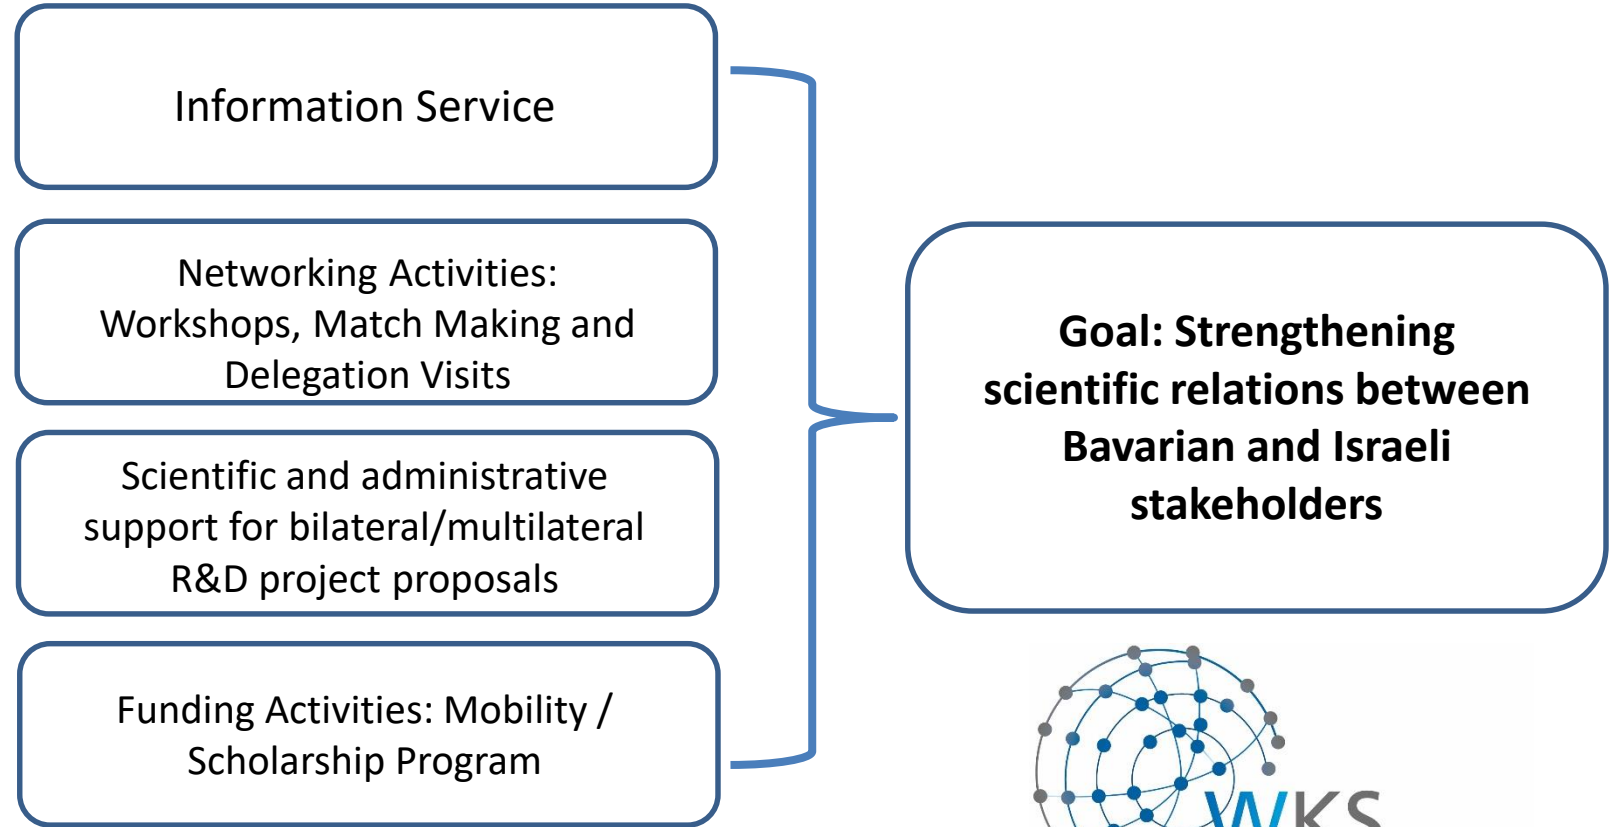 Information Service
Networking Activities:
Workshops, Match Making and
Delegation Visits
Scientific and administrative
support for bilateral/multilateral
R&D project proposals
Funding Activities: Mobility /
Scholarship Program
Goal: Strengthening
scientific relations between
Bavarian and Israeli
stakeholders
WKS